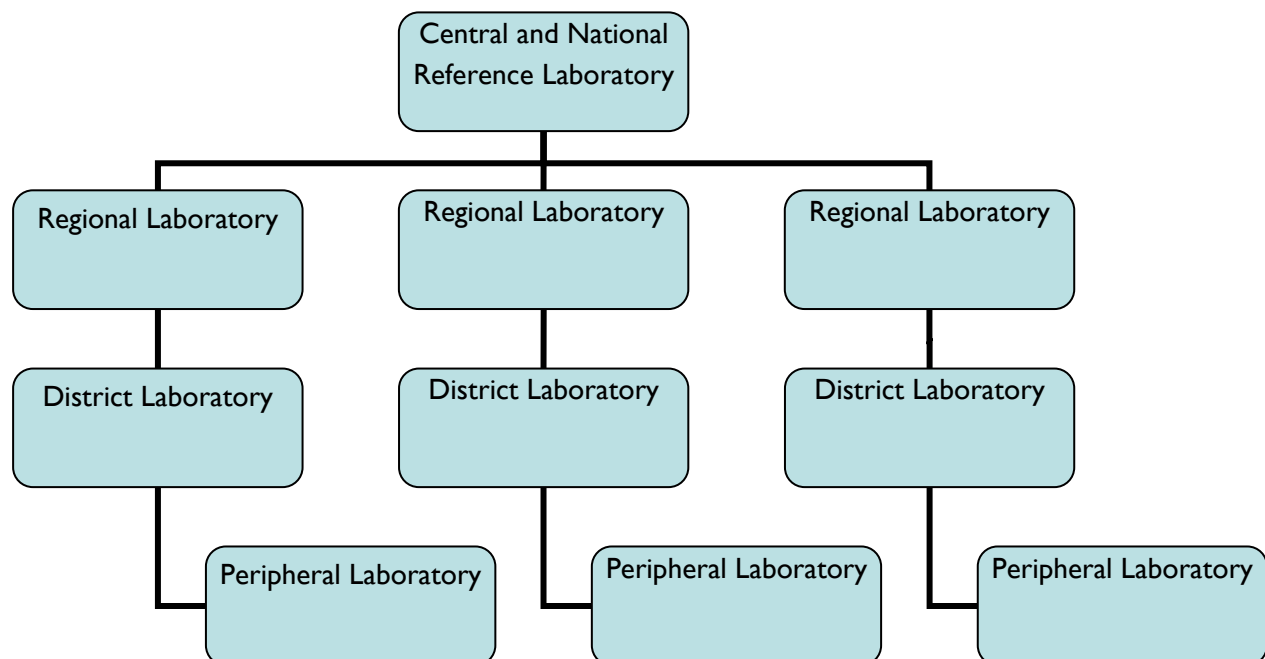 Central and National
Reference Laboratory
Regional Laboratory
Regional Laboratory
Regional Laboratory
District Laboratory
District Laboratory
District Laboratory
Peripheral Laboratory
Peripheral Laboratory
Peripheral Laboratory